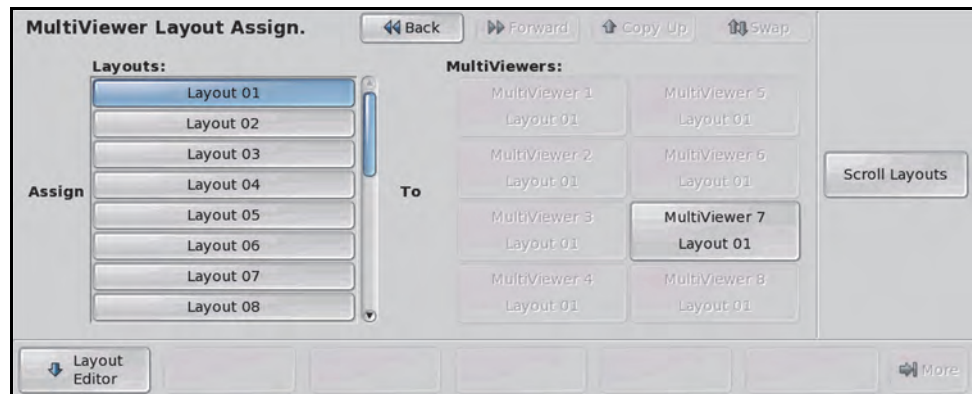 MultiViewer Layout Assign.
Back
Forward
Copy Up
Swap
Layouts:
MultiViewers:
Assign
Layout 01
Layout 02
Layout 03
Layout 04
Layout 05
Layout 06
Layout 07
Layout 08
To
MultiViewer 1
Layout 01
MultiViewer 2
Layout 01
MultiViewer 3
Layout 01
MultiViewer 4
Layout 01
MultiViewer 5
Layout 01
MultiViewer 6
Layout 01
MultiViewer 7
Layout 01
MultiViewer 8
Layout 01
Scroll Layouts
Layout
Editor
More